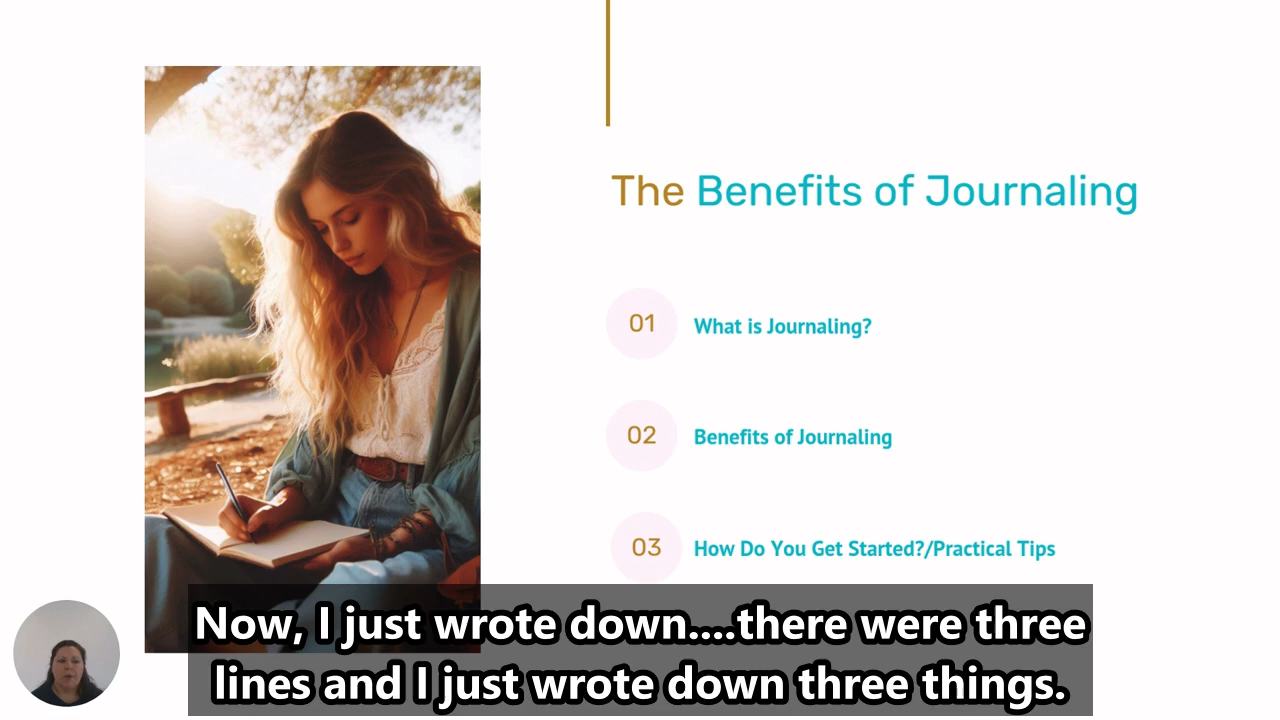 The Benefits of Journaling
01 What is Journaling?
02 Benefits of Journaling
03 How Do You Get Started?/Practical Tips
Now, I just wrote down....there were three
lines and I just wrote down three things.